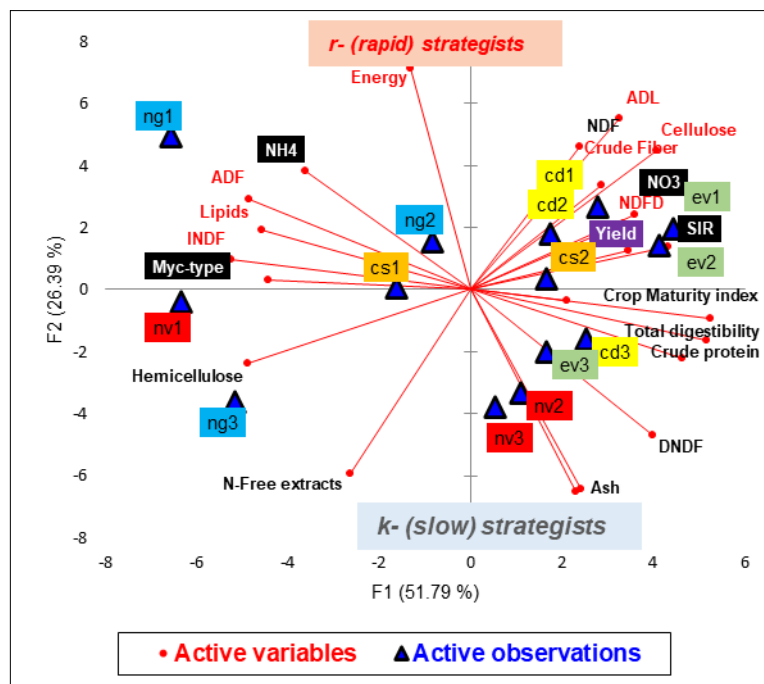 r- (rapid) strategists
8
Energy
6
ADL
NDF
ng1
Cellulose
NH4
Crude Fiber
4
cd1
NO3
ADF
cd2
NDFD
ev1
Lipids
ng2
Yield
SIR
2
INDF
cs1
cs2
ev2
Myc-type
0
Crop Maturity index
nv1
Total digestibility
-2
cd3
Crude protein
Hemicellulose
ev3
-4
ng3
nv2
nv3
DNDF
N-Free extracts
Ash
-6
k- (slow) strategists
-8
-8 -6 -4 -2 0 2 4 6
F2 (26.39 %)
F1 (51.79 %)
Active variables Active observations